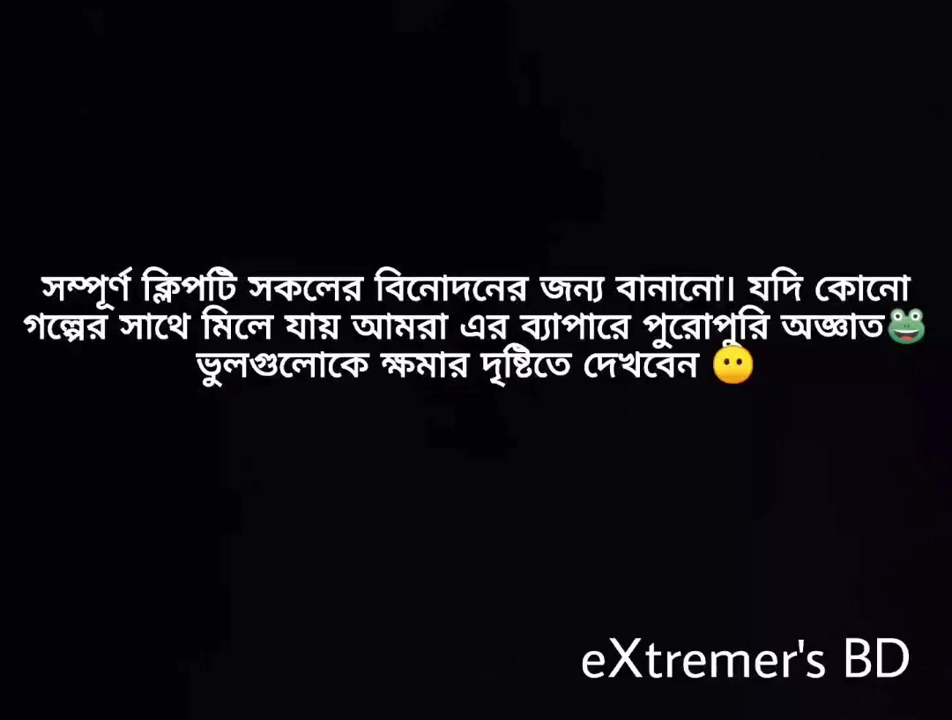 সম্পূর্ণ ক্লিপটি সকলের বিনোদনের জন্য বানানো। যদি কোনো
গল্পের সাথে মিলে যায় আমরা এর ব্যাপারে পুরোপুরি অজ্ঞাত🐸
ভুলগুলোকে ক্ষমার দৃষ্টিতে দেখবেন 😶
eXtremer's BD